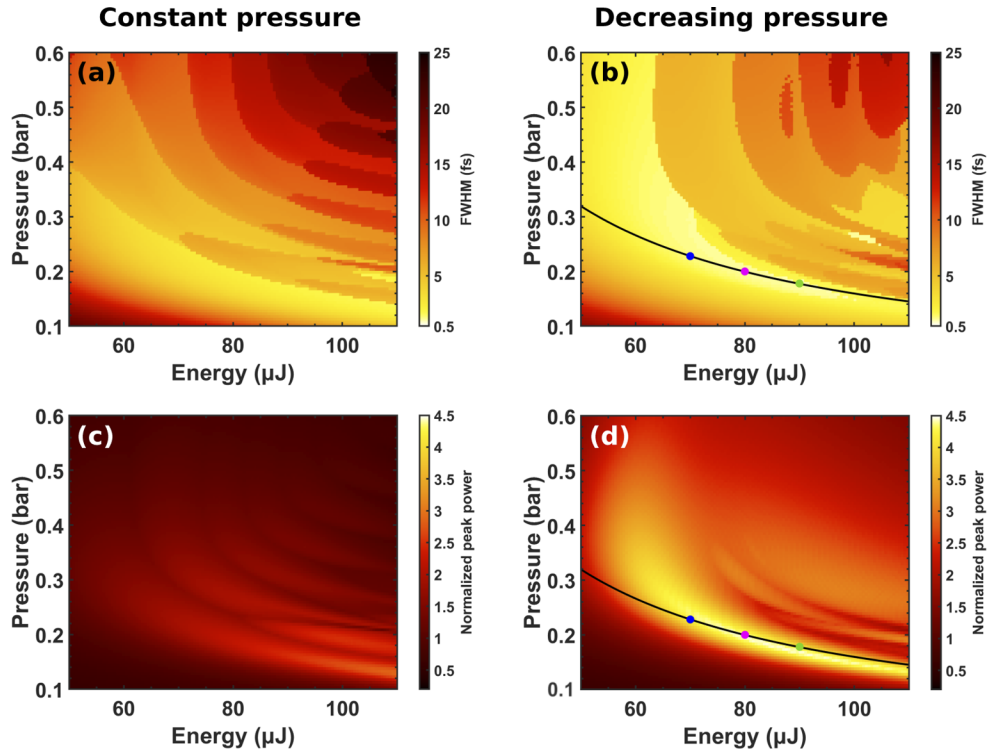 Constant pressure
Decreasing pressure
(a)
0.6
0.5
0.4
0.3
0.2
0.1
Pressure (bar)
60 80 100
Energy (µJ)
25
20
15
10
5
0.5
FWHM (fs)
(b)
0.6
0.5
0.4
0.3
0.2
0.1
Pressure (bar)
60 80 100
Energy (µJ)
25
20
15
10
5
0.5
FWHM (fs)
(c)
0.6
0.5
0.4
0.3
0.2
0.1
Pressure (bar)
60 80 100
Energy (µJ)
4.5
4
3.5
3
2.5
2
1.5
1
0.5
Normalized peak power
(d)
0.6
0.5
0.4
0.3
0.2
0.1
Pressure (bar)
60 80 100
Energy (µJ)
4.5
4
3.5
3
2.5
2
1.5
1
0.5
Normalized peak power